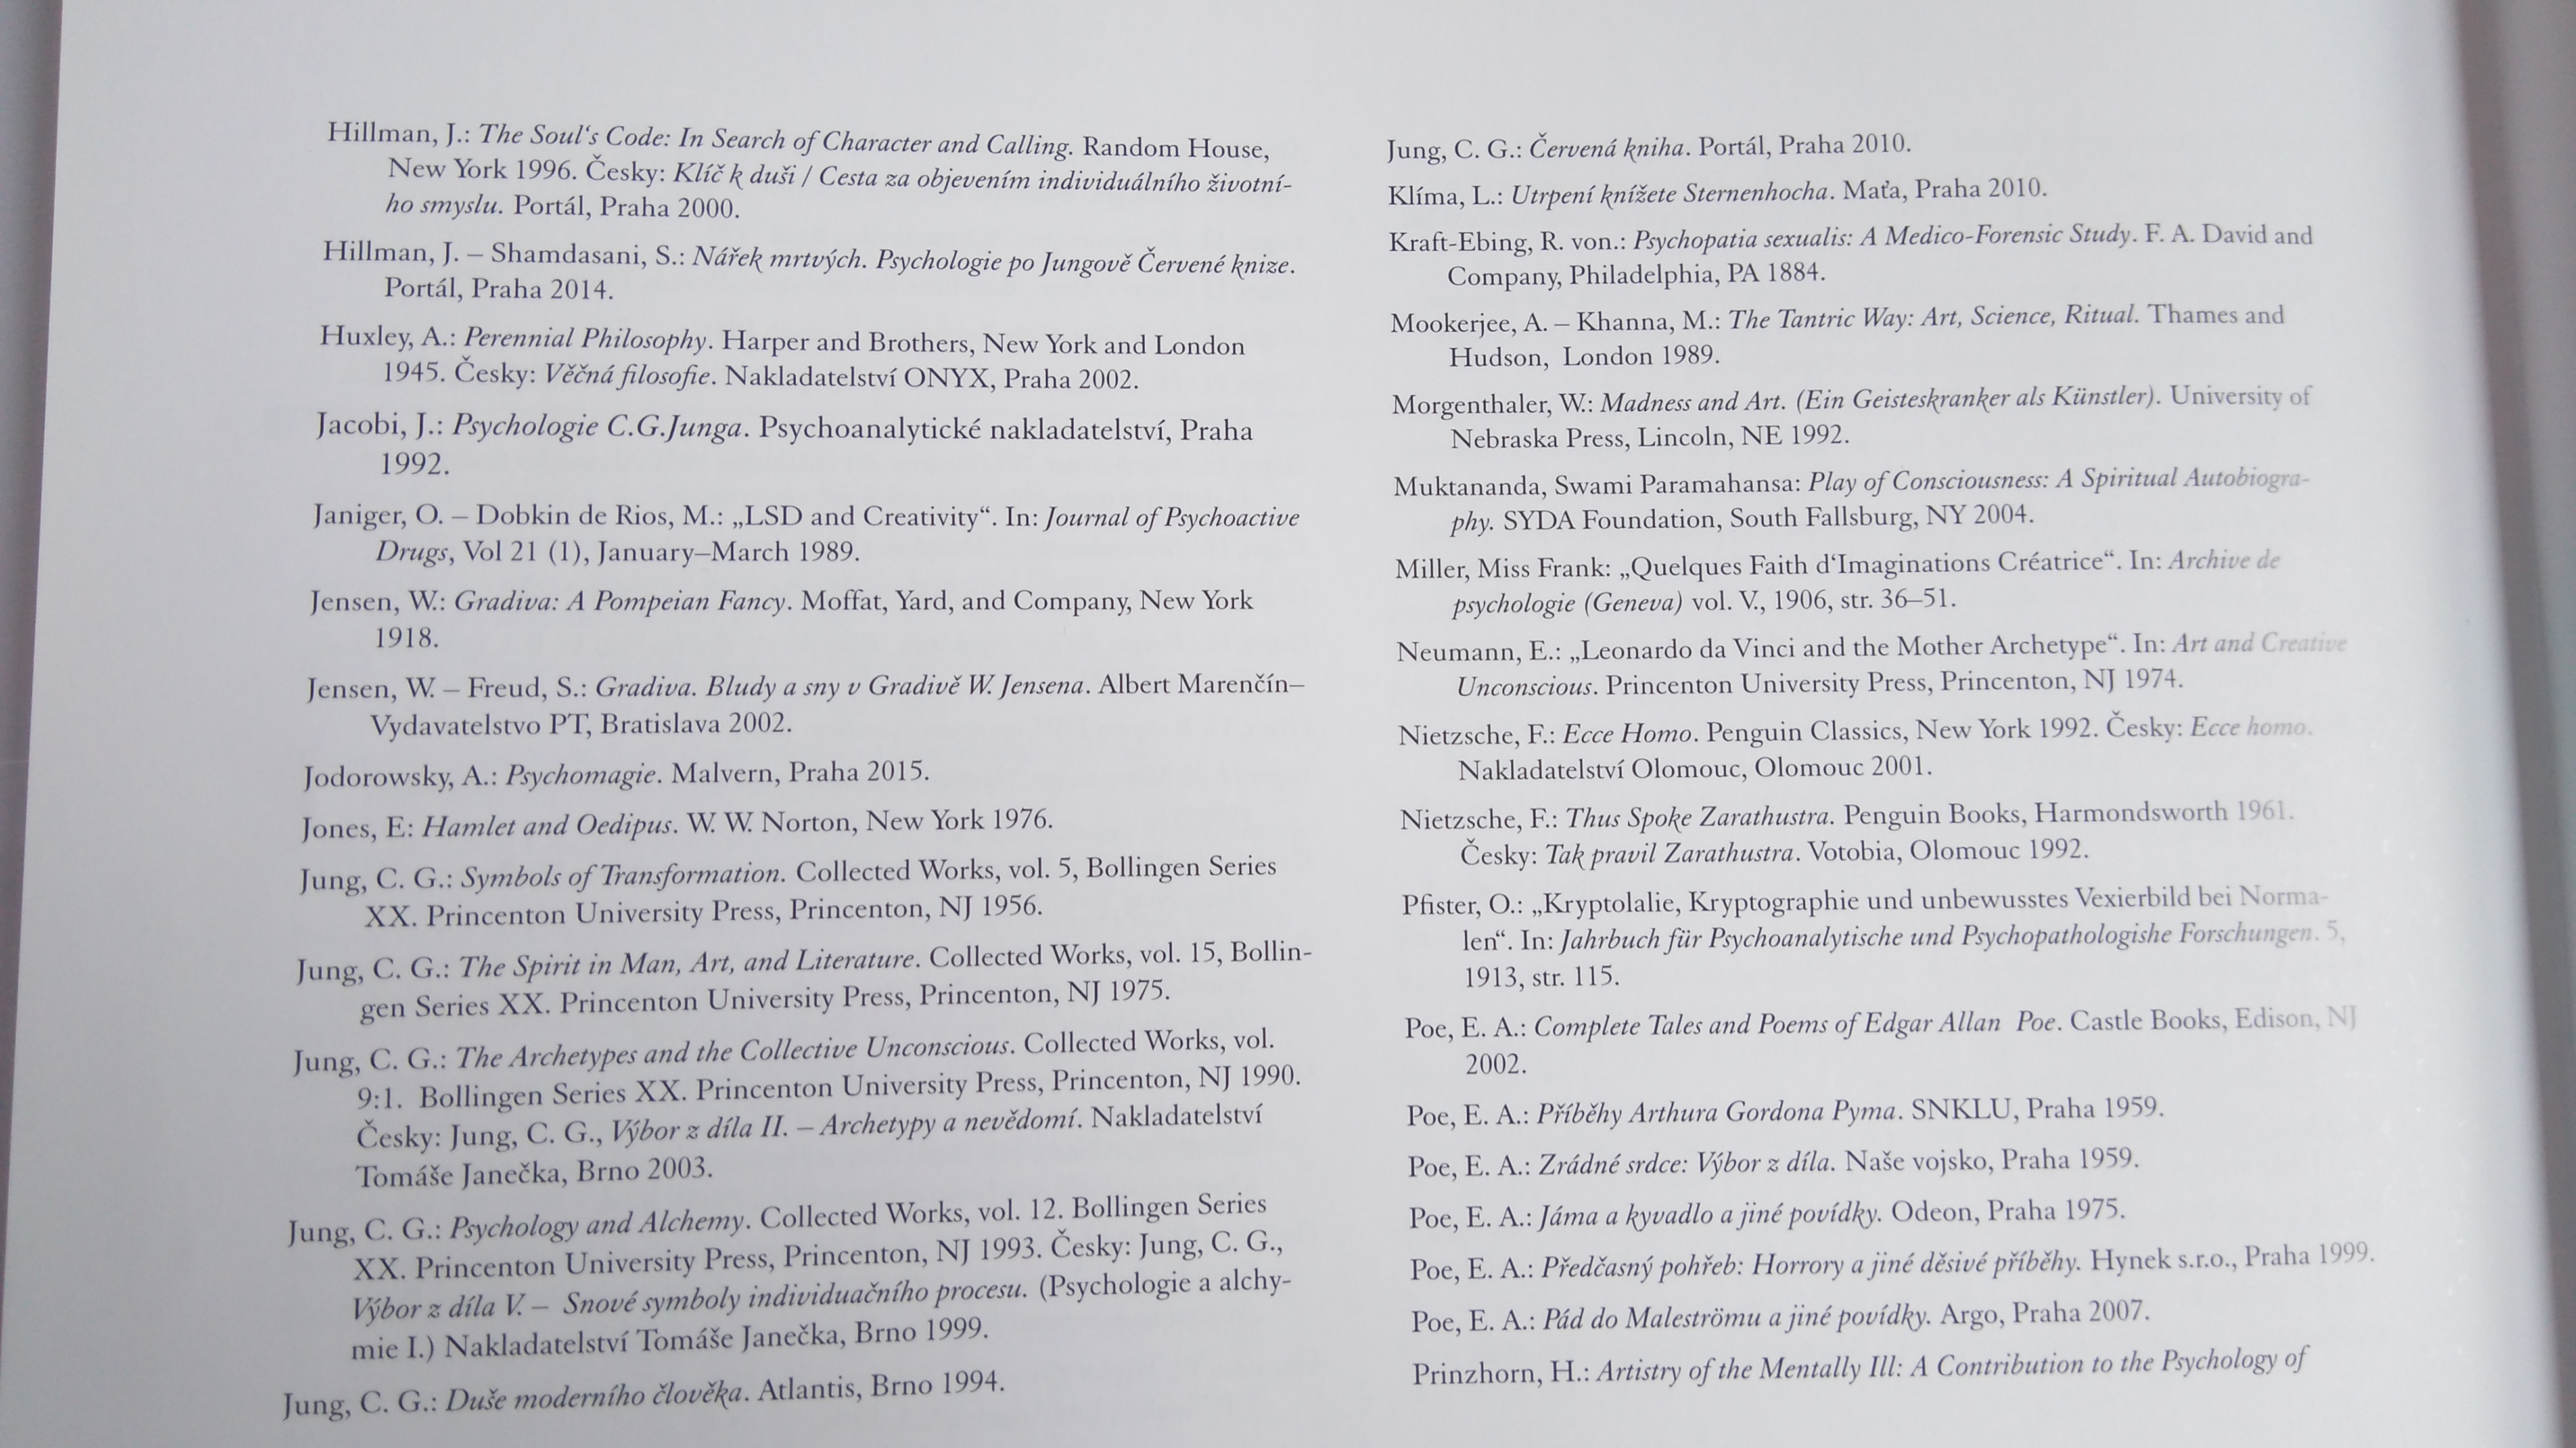 Hillman, J.: The Soul's Code: In Search of Character and Calling. Random House,
New York 1996. Česky: Klíč k duši / Cesta za objevením individuálního životní-
ho smyslu. Portál, Praha 2000.
Hillman, J. – Shamdasani, S.: Nářek mrtvých. Psychologie po Jungově Červené knize.
Portál, Praha 2014.
Huxley, A.: Perennial Philosophy. Harper and Brothers, New York and London
1945. Česky: Věčná filosofie. Nakladatelství ONYX, Praha 2002.
Jacobi, J.: Psychologie C.G.Junga. Psychoanalytické nakladatelství, Praha
1992.
Janiger, O. – Dobkin de Rios, M.: „LSD and Creativity“. In: Journal of Psychoactive
Drugs, Vol 21 (1), January–March 1989.
Jensen, W.: Gradiva: A Pompeian Fancy. Moffat, Yard, and Company, New York
1918.
Jensen, W. – Freud, S.: Gradiva. Bludy a sny v Gradivě W. Jensena. Albert Marenčin–
Vydavatelstvo PT, Bratislava 2002.
Jodorowsky, A.: Psychomagie. Malvern, Praha 2015.
Jones, E: Hamlet and Oedipus. W. W. Norton, New York 1976.
Jung, C. G.: Symbols of Transformation. Collected Works, vol. 5, Bollingen Series
XX. Princenton University Press, Princenton, NJ 1956.
Jung, C. G.: The Spirit in Man, Art, and Literature. Collected Works, vol. 15, Bollin-
gen Series XX. Princenton University Press, Princenton, NJ 1975.
Jung, C. G.: The Archetypes and the Collective Unconscious. Collected Works, vol.
9:1. Bollingen Series XX. Princenton University Press, Princenton, NJ 1990.
Česky: Jung, C. G., Výbor z díla II. – Archetypy a nevědomí. Nakladatelství
Tomáše Janečka, Brno 2003.
Jung, C. G.: Psychology and Alchemy. Collected Works, vol. 12. Bollingen Series
XX. Princenton University Press, Princenton, NJ 1993. Česky: Jung, C. G.,
Výbor z díla V. – Snové symboly individuačního procesu. (Psychologie a alchy-
mie I.) Nakladatelství Tomáše Janečka, Brno 1999.
Jung, C. G.: Duše moderního člověka. Atlantis, Brno 1994.
Jung, C. G.: Červená kniha. Portál, Praha 2010.
Klíma, L.: Utrpení knížete Sternenhocha. Maťa, Praha 2010.
Kraft-Ebing, R. von.: Psychopatia sexualis: A Medico-Forensic Study. F. A. David and
Company, Philadelphia, PA 1884.
Mookerjee, A. – Khanna, M.: The Tantric Way: Art, Science, Ritual. Thames and
Hudson, London 1989.
Morgenthaler, W.: Madness and Art. (Ein Geisteskranker als Künstler). University of
Nebraska Press, Lincoln, NE 1992.
Muktananda, Swami Paramahansa: Play of Consciousness: A Spiritual Autobiogra-
phy. SYDA Foundation, South Fallsburg, NY 2004.
Miller, Miss Frank: „Quelques Faith d'Imaginations Créatrice“. In: Archive de
psychologie (Geneva) vol. V., 1906, str. 36–51.
Neumann, E.: „Leonardo da Vinci and the Mother Archetype“. In: Art and Creative
Unconscious. Princenton University Press, Princenton, NJ 1974.
Nietzsche, F.: Ecce Homo. Penguin Classics, New York 1992. Česky: Ecce homo.
Nakladatelství Olomouc, Olomouc 2001.
Nietzsche, F.: Thus Spoke Zarathustra. Penguin Books, Harmondsworth 1961.
Česky: Tak pravil Zarathustra. Votobia, Olomouc 1992.
Pfister, O.: „Kryptolalie, Kryptographie und unbewusstes Vexierbild bei Norma-
len“. In: Jahrbuch für Psychoanalytische und Psychopathologishe Forschungen. 5,
1913, str. 115.
Poe, E. A.: Complete Tales and Poems of Edgar Allan Poe. Castle Books, Edison, NJ
2002.
Poe, E. A.: Příběhy Arthura Gordona Pyma. SNKLU, Praha 1959.
Poe, E. A.: Zrádné srdce: Výbor z díla. Naše vojsko, Praha 1959.
Poe, E. A.: Jáma a kyvadlo a jiné povídky. Odeon, Praha 1975.
Poe, E. A.: Předčasný pohřeb: Horrory a jiné děsivé příběhy. Hynek s.r.o., Praha 1999.
Poe, E. A.: Pád do Malströmu a jiné povídky. Argo, Praha 2007.
Prinzhorn, H.: Artistry of the Mentally Ill: A Contribution to the Psychology of